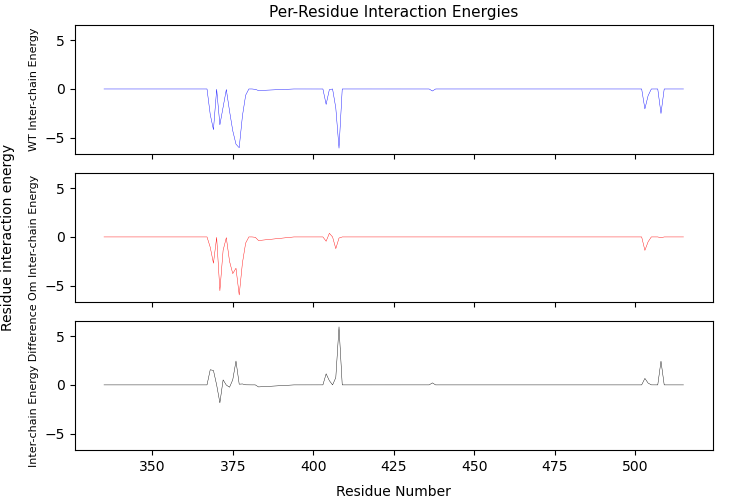 Per-Residue Interaction Energies
Residue interaction energy
WT Inter-chain Energy
5
0
−5
Om Inter-chain Energy
5
0
−5
Inter-chain Energy Difference
5
0
−5
350 375 400 425 450 475 500
Residue Number